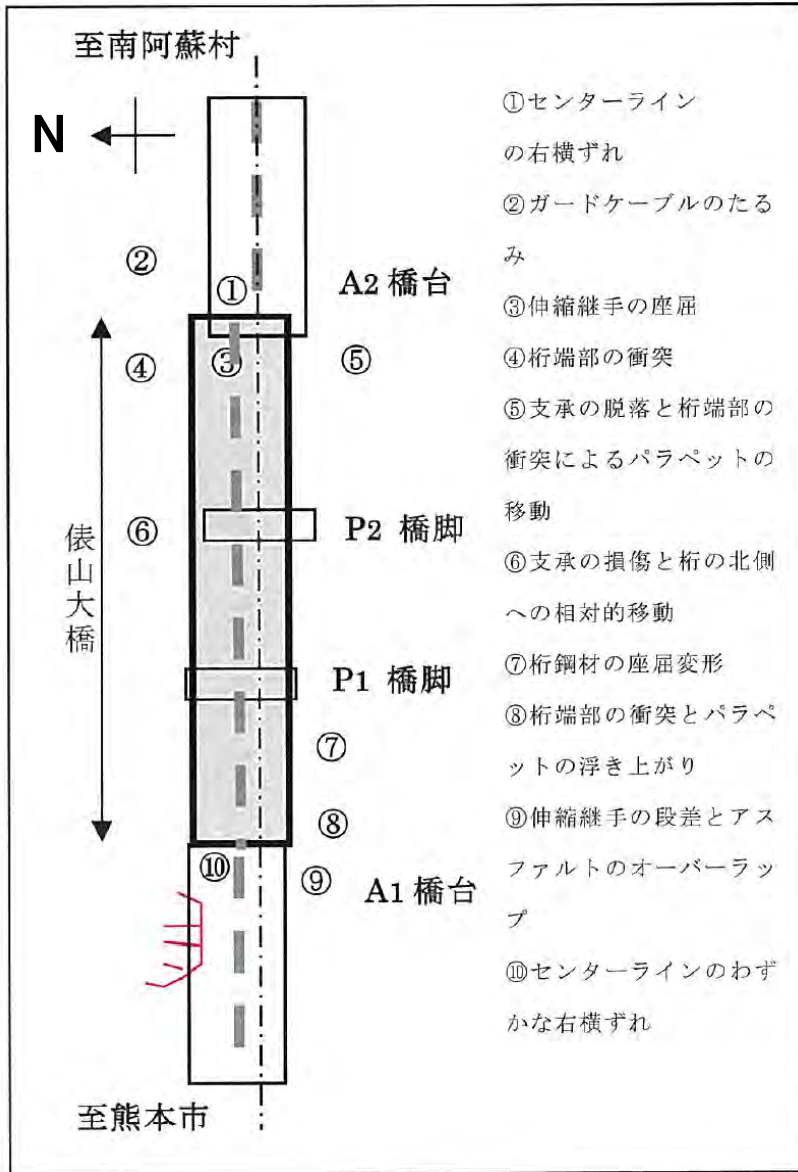 至南阿蘇村
N
②
①
A2 橋台
③
④
⑤
⑥
P2 橋脚
俵山大橋
P1 橋脚
⑦
⑧
⑩
⑨
A1 橋台
至熊本市
①センターライン
の右横ずれ
②ガードケーブルのたる
み
③伸縮継手の座屈
④桁端部の衝突
⑤支承の脱落と桁端部の
衝突によるパラペットの
移動
⑥支承の損傷と桁の北側
への相対的移動
⑦桁鋼材の座屈変形
⑧桁端部の衝突とパラペ
ットの浮き上がり
⑨伸縮継手の段差とアス
ファルトのオーバーラッ
プ
⑩センターラインのわず
かな右横ずれ